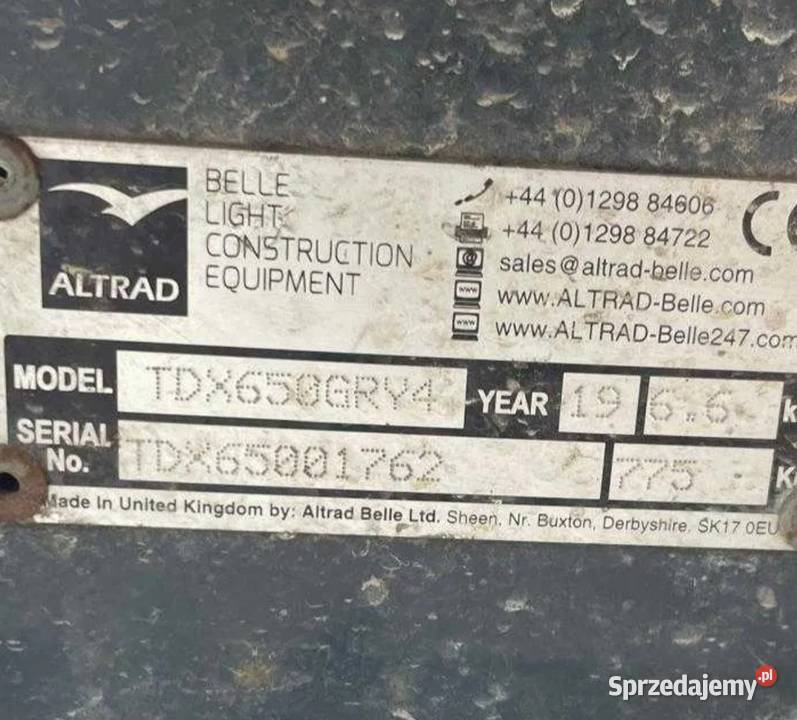 ALTRAD
BELLE
LIGHT
CONSTRUCTION
EQUIPMENT
+44 (0)1298 84606
+44 (0)1298 84722
sales@altrad-belle.com
www.ALTRAD-Belle.com
www.ALTRAD-Belle247.com
CE
MODEL TDX650GRY4 YEAR 19 6.6 k
SERIAL No. TDX65001762 775 K
Made In United Kingdom by: Altrad Belle Ltd. Sheen, Nr. Buxton, Derbyshire. SK17 0EU
Sprzedajemy.pl